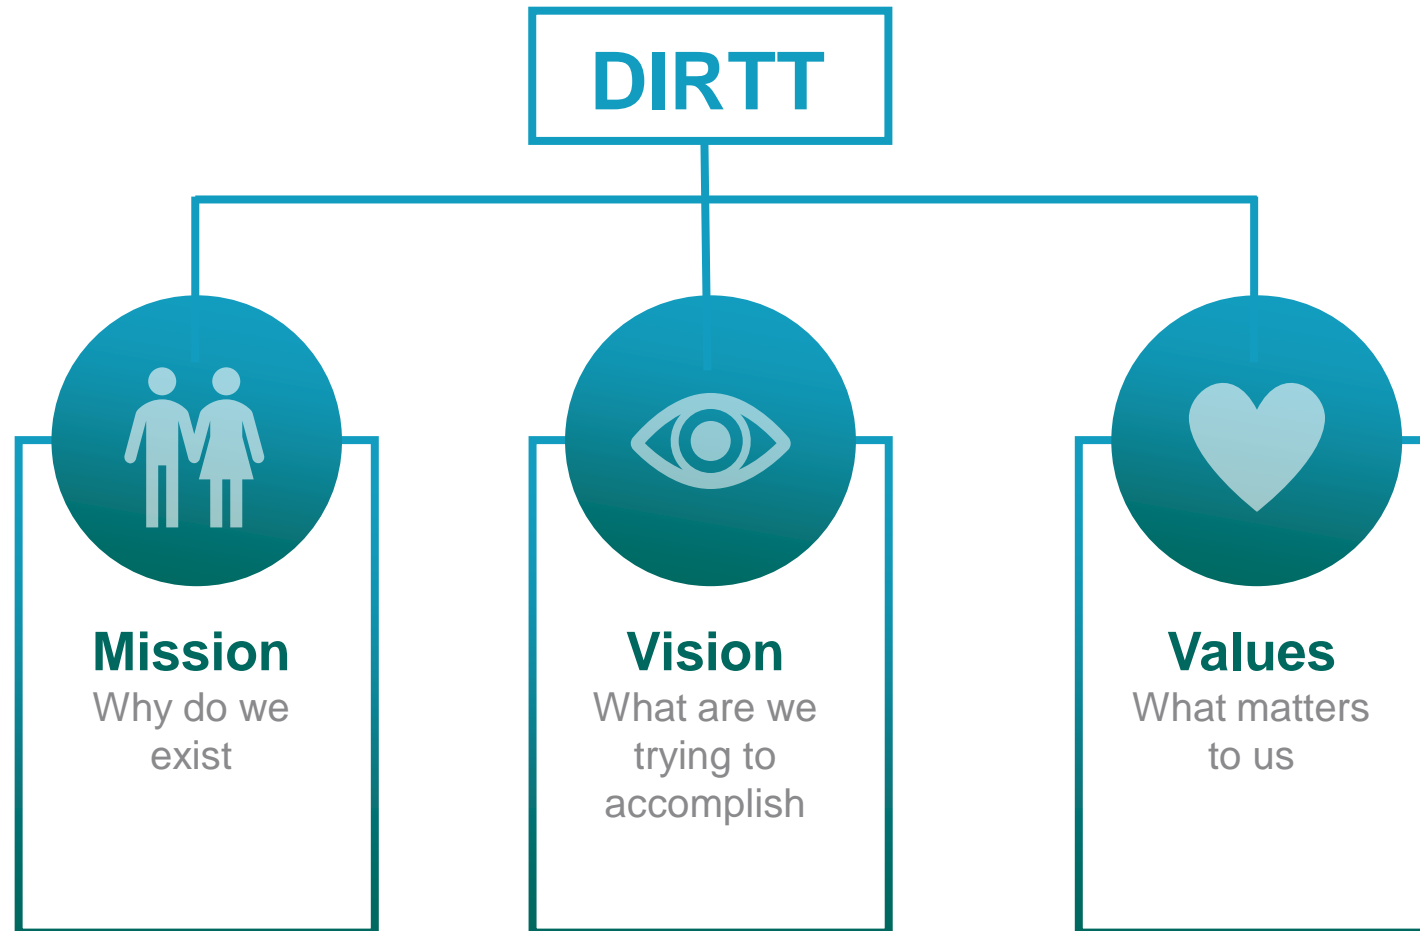 DIRTT
Mission
Why do we
exist
Vision
What are we
trying to
accomplish
Values
What matters
to us